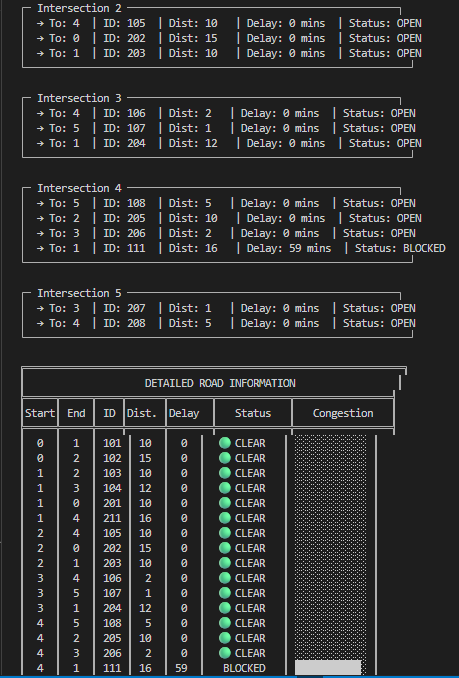 Intersection 2
→ To: 4 | ID: 105 | Dist: 10 | Delay: 0 mins | Status: OPEN
→ To: 0 | ID: 202 | Dist: 15 | Delay: 0 mins | Status: OPEN
→ To: 1 | ID: 203 | Dist: 10 | Delay: 0 mins | Status: OPEN
Intersection 3
→ To: 4 | ID: 106 | Dist: 2 | Delay: 0 mins | Status: OPEN
→ To: 5 | ID: 107 | Dist: 1 | Delay: 0 mins | Status: OPEN
→ To: 1 | ID: 204 | Dist: 12 | Delay: 0 mins | Status: OPEN
Intersection 4
→ To: 5 | ID: 108 | Dist: 5 | Delay: 0 mins | Status: OPEN
→ To: 2 | ID: 205 | Dist: 10 | Delay: 0 mins | Status: OPEN
→ To: 3 | ID: 206 | Dist: 2 | Delay: 0 mins | Status: OPEN
→ To: 1 | ID: 111 | Dist: 16 | Delay: 59 mins | Status: BLOCKED
Intersection 5
→ To: 3 | ID: 207 | Dist: 1 | Delay: 0 mins | Status: OPEN
→ To: 4 | ID: 208 | Dist: 5 | Delay: 0 mins | Status: OPEN
DETAILED ROAD INFORMATION
Start | End | ID | Dist. | Delay | Status | Congestion
0 | 1 | 101 | 10 | 0 | CLEAR
0 | 2 | 102 | 15 | 0 | CLEAR
1 | 2 | 103 | 10 | 0 | CLEAR
1 | 3 | 104 | 12 | 0 | CLEAR
1 | 0 | 201 | 10 | 0 | CLEAR
1 | 4 | 211 | 16 | 0 | CLEAR
2 | 4 | 105 | 10 | 0 | CLEAR
2 | 0 | 202 | 15 | 0 | CLEAR
2 | 1 | 203 | 10 | 0 | CLEAR
3 | 4 | 106 | 2 | 0 | CLEAR
3 | 5 | 107 | 1 | 0 | CLEAR
3 | 1 | 204 | 12 | 0 | CLEAR
4 | 5 | 108 | 5 | 0 | CLEAR
4 | 2 | 205 | 10 | 0 | CLEAR
4 | 3 | 206 | 2 | 0 | CLEAR
4 | 1 | 111 | 16 | 59 | BLOCKED